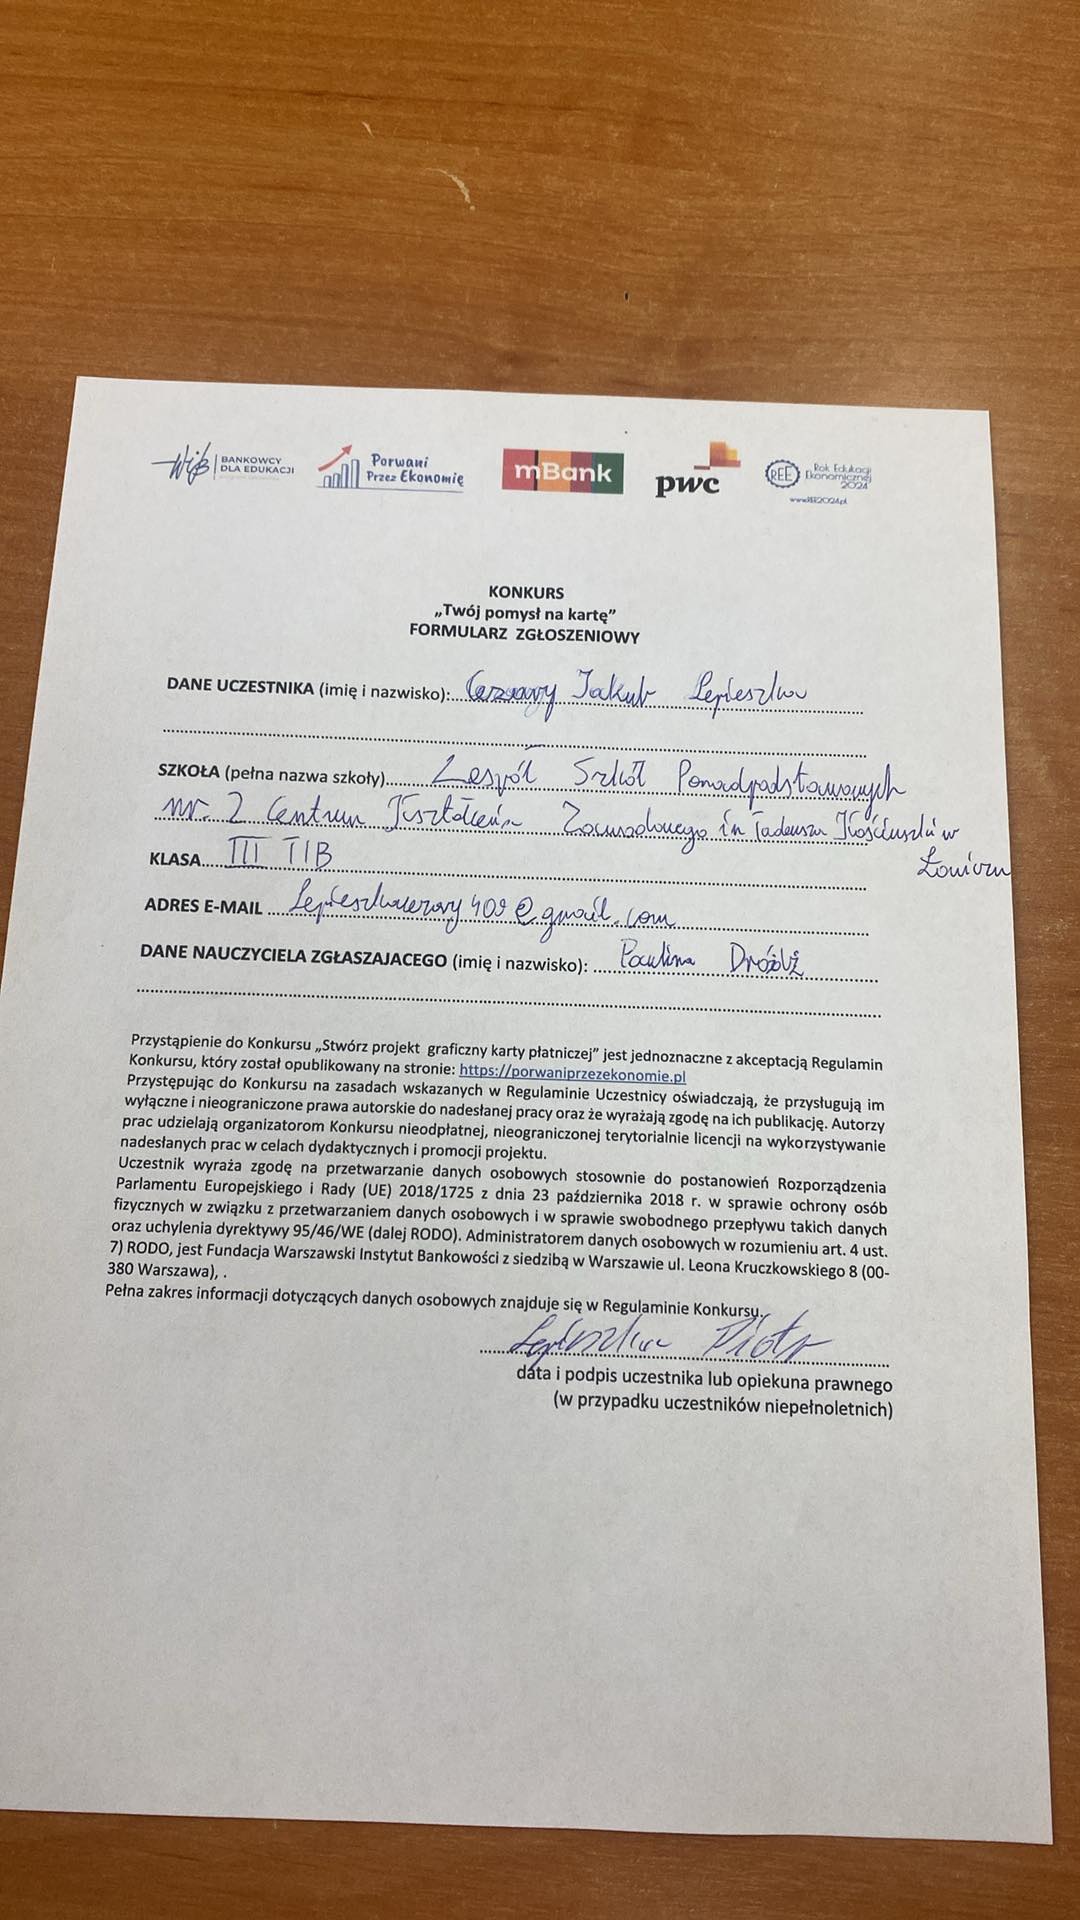 WiB BANKOWCY
DLA EDUKACJI
Porwani
Przez Ekonomię
mBank
pwc
REE Rok Edukacji
Ekonomicznej
2024
www.REE2024.pl
KONKURS
„Twój pomysł na kartę”
FORMULARZ ZGŁOSZENIOWY
DANE UCZESTNIKA (imię i nazwisko): Cezary Jakub Lepieszka
SZKOŁA (pełna nazwa szkoły) Zespół Szkół Ponadpodstawowych
nr. 2 Centrum Kształcenia Zawodowego im Tadeusza Kościuszki w
Łowiczu
KLASA III TIB
ADRES E-MAIL Lepieszkacezary409@gmail.com
DANE NAUCZYCIELA ZGŁASZAJACEGO (imię i nazwisko): Paulina Dróżdż
Przystąpienie do Konkursu „Stwórz projekt graficzny karty płatniczej” jest jednoznaczne z akceptacją Regulamin
Konkursu, który został opublikowany na stronie: https://porwaniprzezekonomie.pl
Przystępując do Konkursu na zasadach wskazanych w Regulaminie Uczestnicy oświadczają, że przysługują im
wyłączne i nieograniczone prawa autorskie do nadesłanej pracy oraz że wyrażają zgodę na ich publikację. Autorzy
prac udzielają organizatorom Konkursu nieodpłatnej, nieograniczonej terytorialnie licencji na wykorzystywanie
nadesłanych prac w celach dydaktycznych i promocji projektu.
Uczestnik wyraża zgodę na przetwarzanie danych osobowych stosownie do postanowień Rozporządzenia
Parlamentu Europejskiego i Rady (UE) 2018/1725 z dnia 23 października 2018 r. w sprawie ochrony osób
fizycznych w związku z przetwarzaniem danych osobowych i w sprawie swobodnego przepływu takich danych
oraz uchylenia dyrektywy 95/46/WE (dalej RODO). Administratorem danych osobowych w rozumieniu art. 4 ust.
7) RODO, jest Fundacja Warszawski Instytut Bankowości z siedzibą w Warszawie ul. Leona Kruczkowskiego 8 (00-
380 Warszawa), .
Pełna zakres informacji dotyczących danych osobowych znajduje się w Regulaminie Konkursu.
Lepieszka Piotr
data i podpis uczestnika lub opiekuna prawnego
(w przypadku uczestników niepełnoletnich)